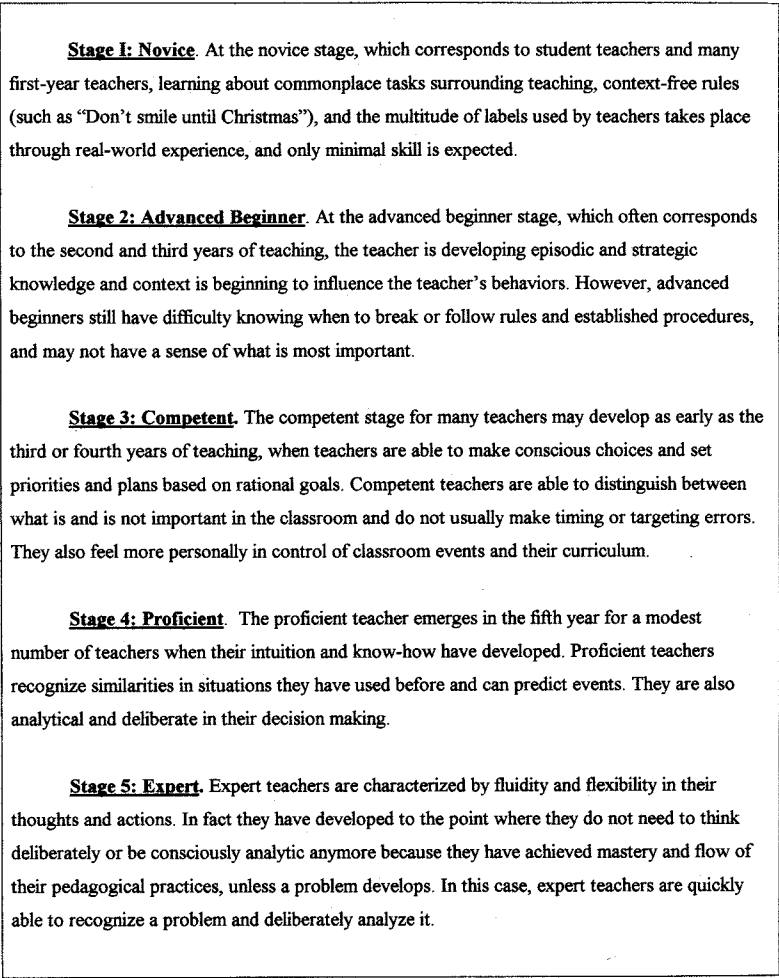 Stage I: Novice. At the novice stage, which corresponds to student teachers and many
first-year teachers, learning about commonplace tasks surrounding teaching, context-free rules
(such as “Don’t smile until Christmas”), and the multitude of labels used by teachers takes place
through real-world experience, and only minimal skill is expected.
Stage 2: Advanced Beginner. At the advanced beginner stage, which often corresponds
to the second and third years of teaching, the teacher is developing episodic and strategic
knowledge and context is beginning to influence the teacher’s behaviors. However, advanced
beginners still have difficulty knowing when to break or follow rules and established procedures,
and may not have a sense of what is most important.
Stage 3: Competent. The competent stage for many teachers may develop as early as the
third or fourth years of teaching, when teachers are able to make conscious choices and set
priorities and plans based on rational goals. Competent teachers are able to distinguish between
what is and is not important in the classroom and do not usually make timing or targeting errors.
They also feel more personally in control of classroom events and their curriculum.
Stage 4: Proficient. The proficient teacher emerges in the fifth year for a modest
number of teachers when their intuition and know-how have developed. Proficient teachers
recognize similarities in situations they have used before and can predict events. They are also
analytical and deliberate in their decision making.
Stage 5: Expert. Expert teachers are characterized by fluidity and flexibility in their
thoughts and actions. In fact they have developed to the point where they do not need to think
deliberately or be consciously analytic anymore because they have achieved mastery and flow of
their pedagogical practices, unless a problem develops. In this case, expert teachers are quickly
able to recognize a problem and deliberately analyze it.